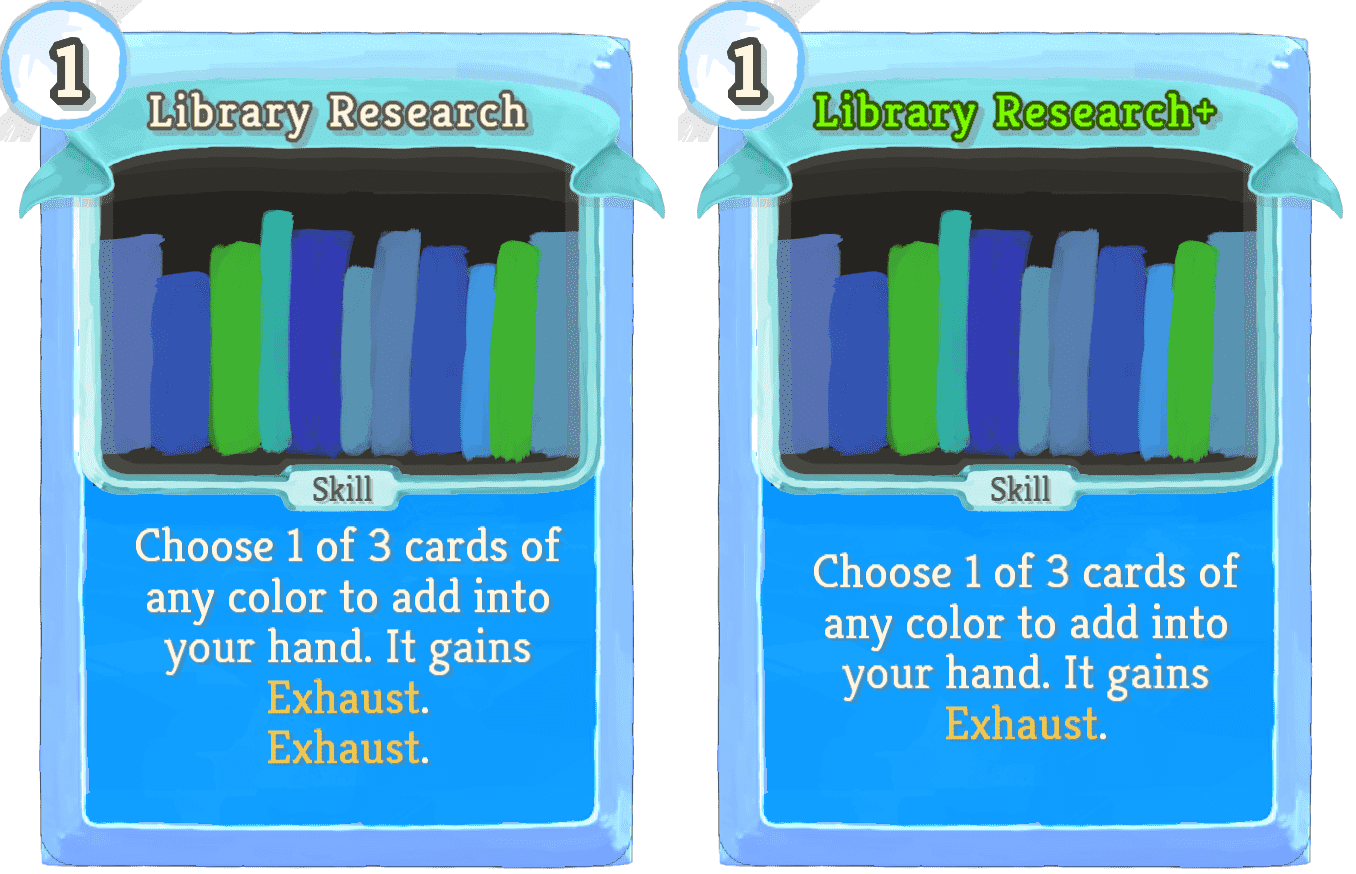 1
Library Research
Skill
Choose 1 of 3 cards of
any color to add into
your hand. It gains
Exhaust.
Exhaust.
1
Library Research+
Skill
Choose 1 of 3 cards of
any color to add into
your hand. It gains
Exhaust.